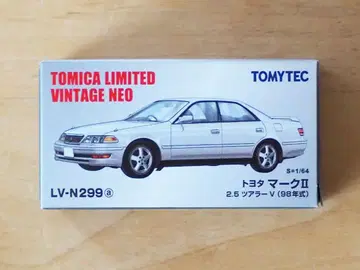 TOMICA LIMITED
VINTAGE NEO
TOMYTEC
S=1/64
LV-N299 a
トヨタ マークII
2.5 ツアラーV (98年式)